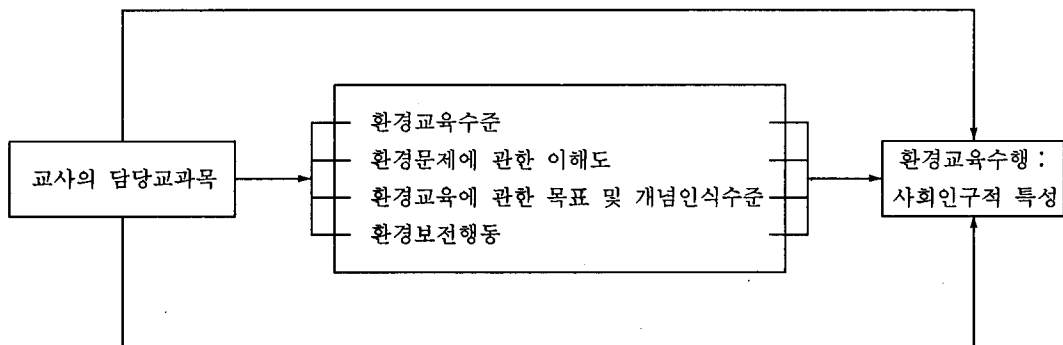 교사의 담당교과목
환경교육수준
환경문제에 관한 이해도
환경교육에 관한 목표 및 개념인식수준
환경보전행동
환경교육수행 :
사회인구적 특성